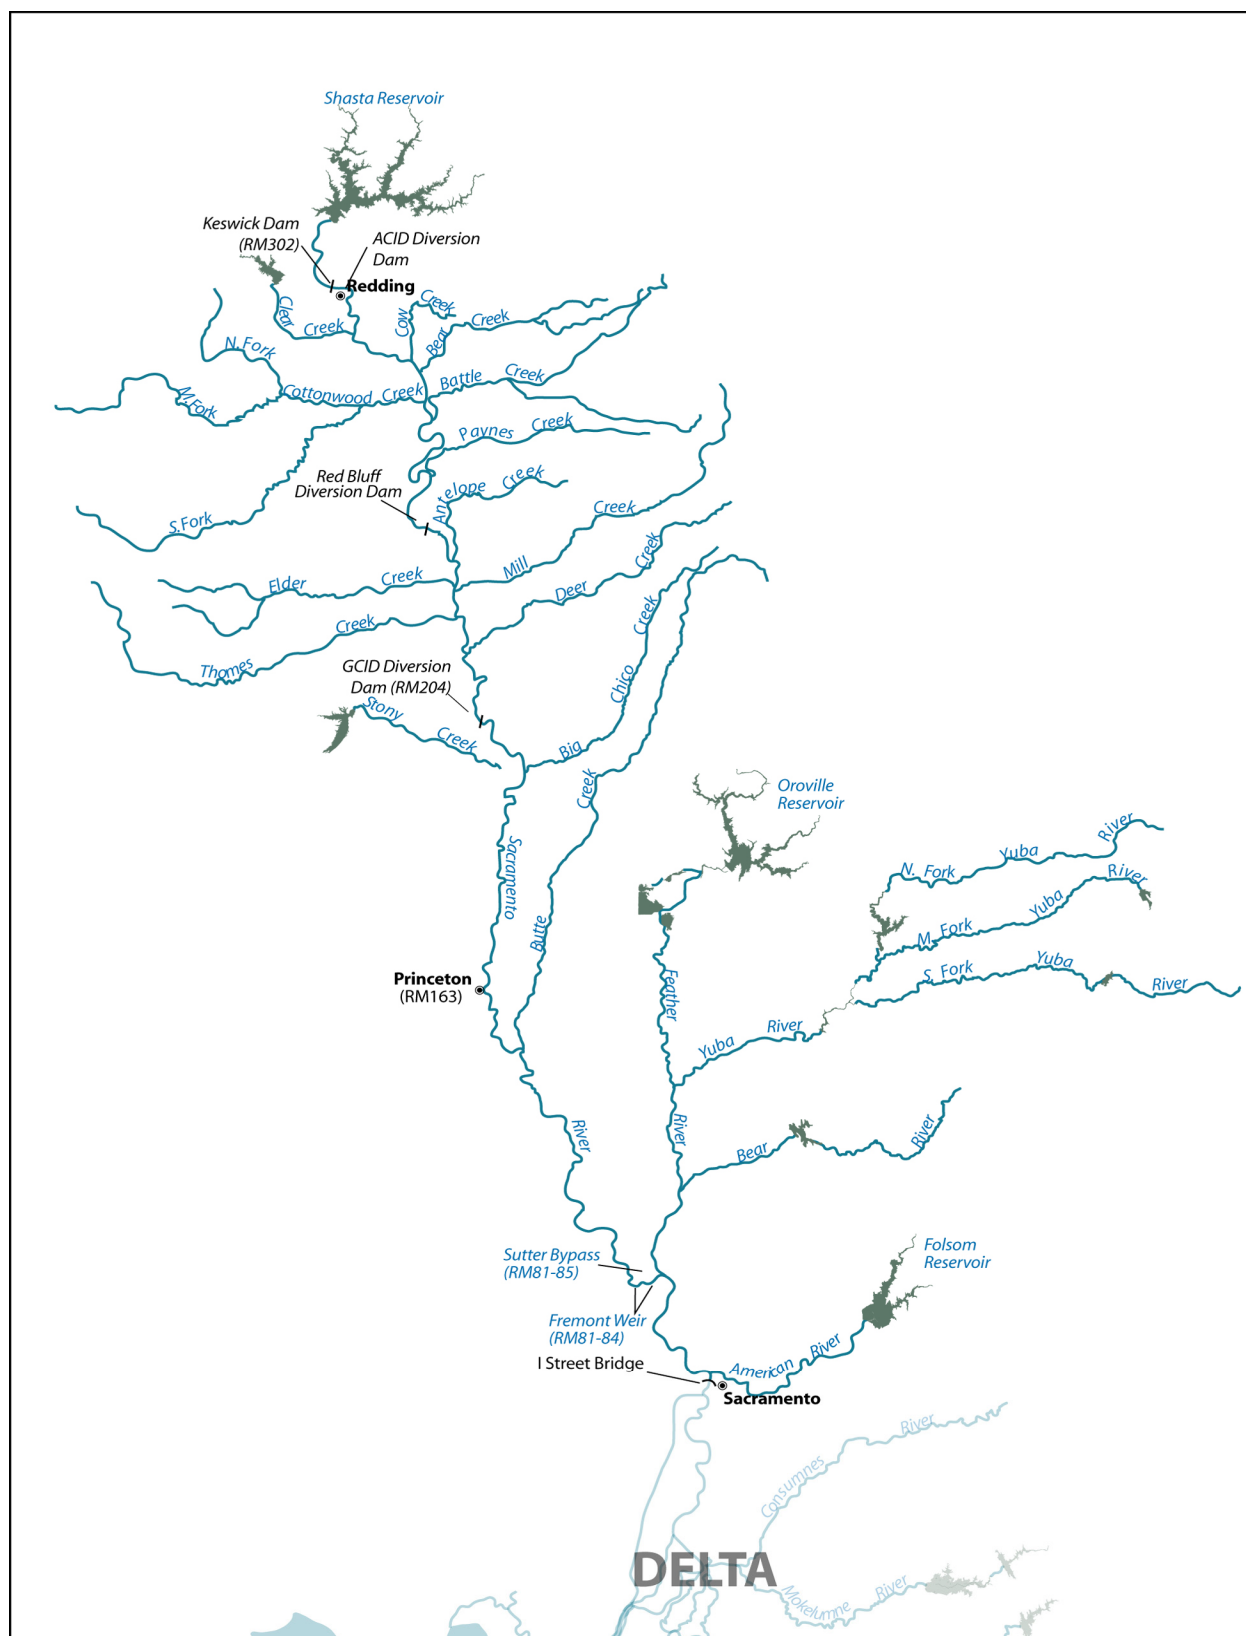 Shasta Reservoir
Keswick Dam
(RM302)
ACID Diversion
Dam
Redding
Clear
Creek
Cow
Creek
Bear
Creek
N. Fork
M.Fork
Cottonwood
Creek
Battle
Creek
Paynes
Creek
Red Bluff
Diversion Dam
Antelope
Creek
S.Fork
Mill
Creek
Elder
Creek
Deer
Creek
Thomes
Creek
GCID Diversion
Dam (RM204)
Stony
Creek
Big
Chico
Creek
Butte
Creek
Sacramento
River
Oroville
Reservoir
Princeton
(RM163)
Feather
River
N. Fork
Yuba
River
M. Fork
Yuba
River
S. Fork
Yuba
River
Yuba
River
Bear
River
Sutter Bypass
(RM81-85)
Fremont Weir
(RM81-84)
Folsom
Reservoir
I Street Bridge
American
River
Sacramento
Consumnes
River
DELTA
Mokelumne
River